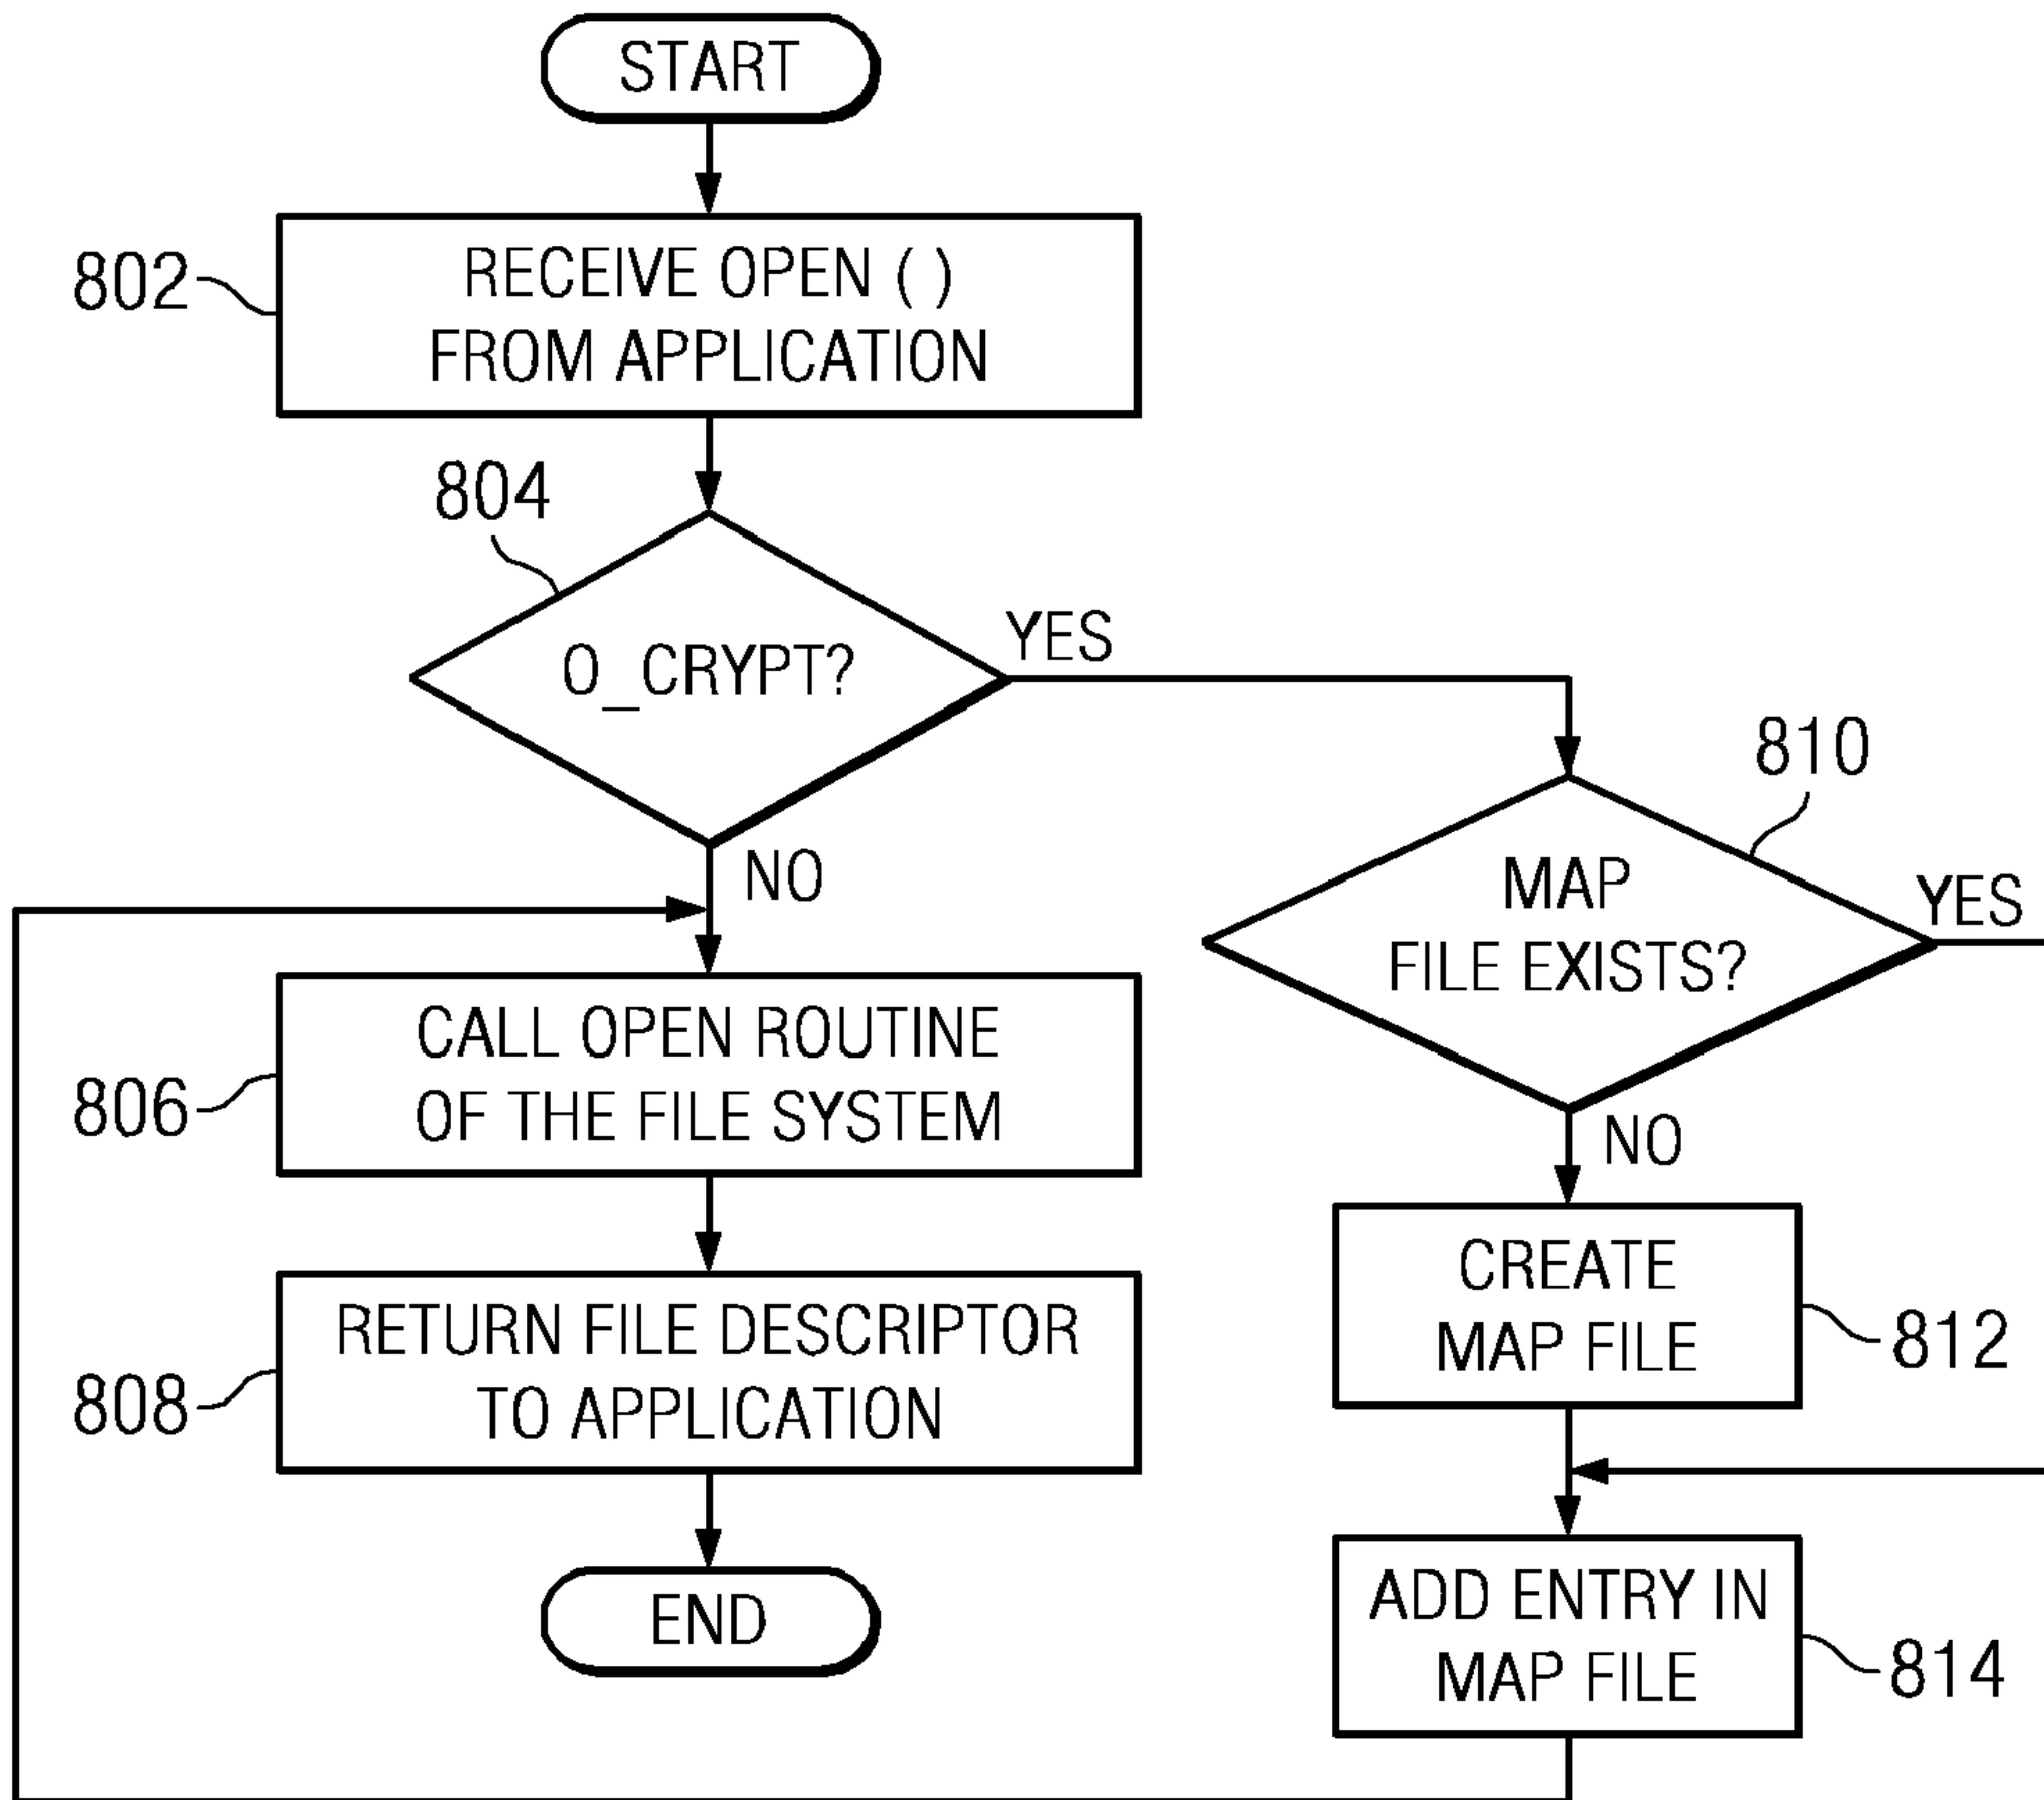 START
802
RECEIVE OPEN ( )
FROM APPLICATION
804
O_CRYPT?
YES
NO
806
CALL OPEN ROUTINE
OF THE FILE SYSTEM
808
RETURN FILE DESCRIPTOR
TO APPLICATION
END
810
MAP
FILE EXISTS?
YES
NO
CREATE
MAP FILE
812
ADD ENTRY IN
MAP FILE
814